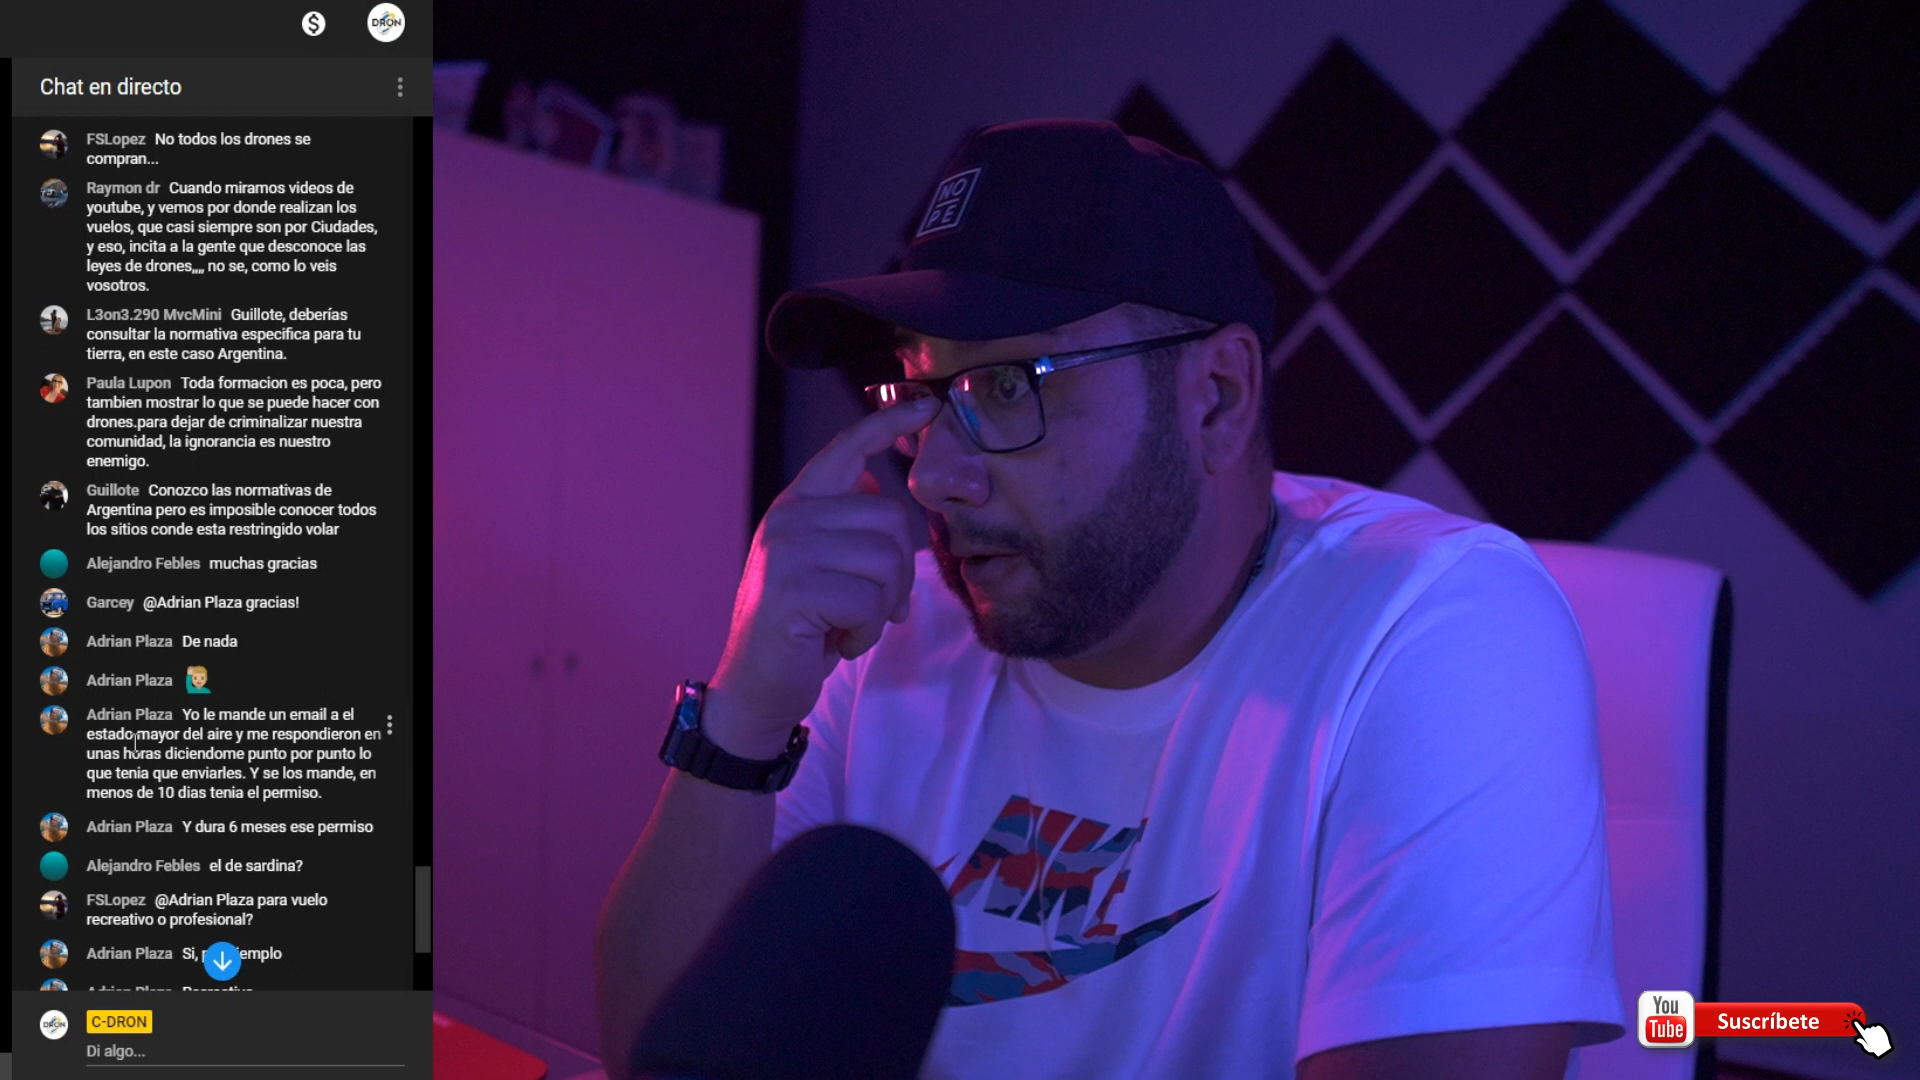 $
DRON
Chat en directo
FSLopez No todos los drones se
compran...
Raymon dr Cuando miramos videos de
youtube, y vemos por donde realizan los
vuelos, que casi siempre son por Ciudades,
y eso, incita a la gente que desconoce las
leyes de drones,,,, no se, como lo veis
vosotros.
L3on3.290 MvcMini Guillote, deberías
consultar la normativa especifica para tu
tierra, en este caso Argentina.
Paula Lupon Toda formacion es poca, pero
tambien mostrar lo que se puede hacer con
drones.para dejar de criminalizar nuestra
comunidad, la ignorancia es nuestro
enemigo.
Guillote Conozco las normativas de
Argentina pero es imposible conocer todos
los sitios conde esta restringido volar
Alejandro Febles muchas gracias
Garcey @Adrian Plaza gracias!
Adrian Plaza De nada
Adrian Plaza
Adrian Plaza Yo le mande un email a el
estado mayor del aire y me respondieron en
unas horas diciendome punto por punto lo
que tenia que enviarles. Y se los mande, en
menos de 10 dias tenia el permiso.
Adrian Plaza Y dura 6 meses ese permiso
Alejandro Febles el de sardina?
FSLopez @Adrian Plaza para vuelo
recreativo o profesional?
Adrian Plaza Si,
DRON
C-DRON
Di algo...
NO
PE
You
Tube
Suscríbete